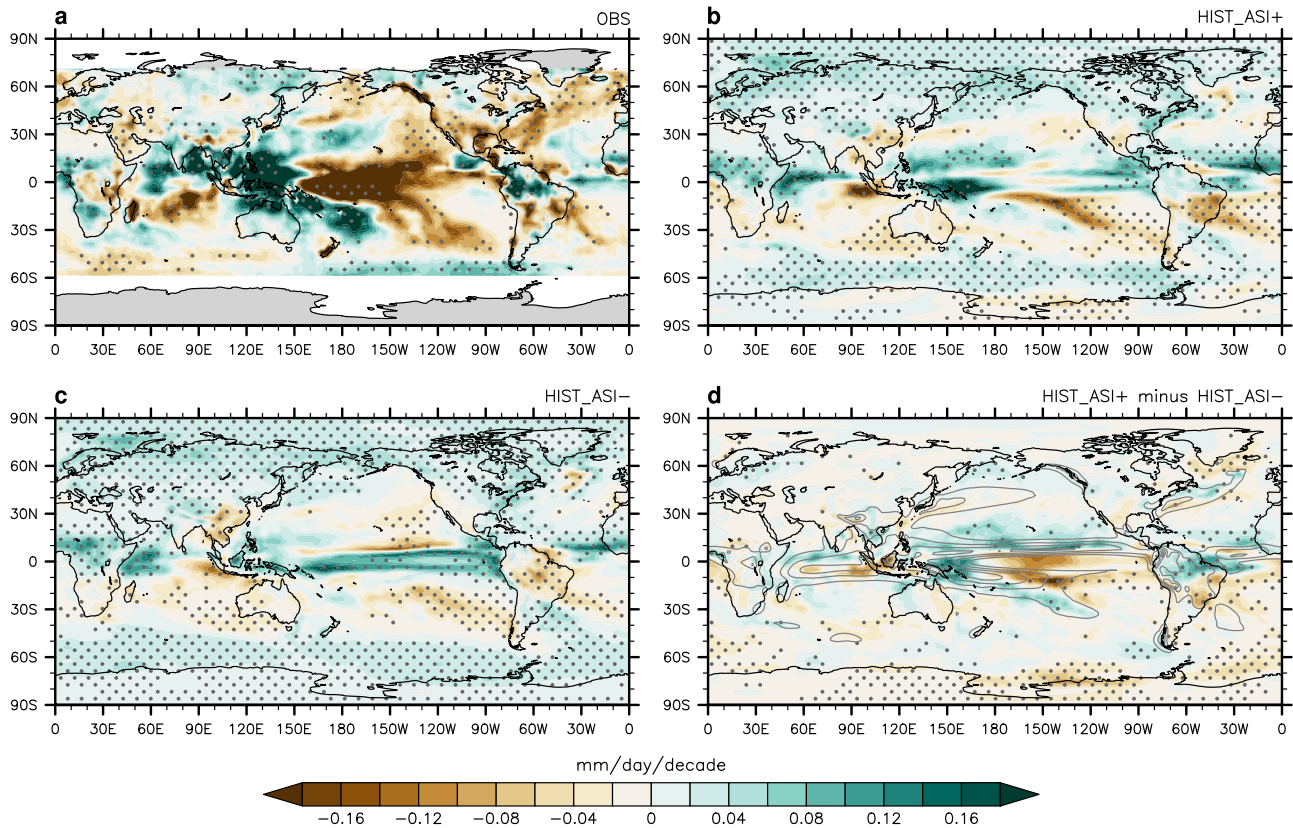 a OBS
90N
60N
30N
0
30S
60S
90S
0 30E 60E 90E 120E 150E 180 150W 120W 90W 60W 30W 0
b HIST_ASI+
90N
60N
30N
0
30S
60S
90S
0 30E 60E 90E 120E 150E 180 150W 120W 90W 60W 30W 0
c HIST_ASI−
90N
60N
30N
0
30S
60S
90S
0 30E 60E 90E 120E 150E 180 150W 120W 90W 60W 30W 0
d HIST_ASI+ minus HIST_ASI−
90N
60N
30N
0
30S
60S
90S
0 30E 60E 90E 120E 150E 180 150W 120W 90W 60W 30W 0
mm/day/decade
−0.16 −0.12 −0.08 −0.04 0 0.04 0.08 0.12 0.16